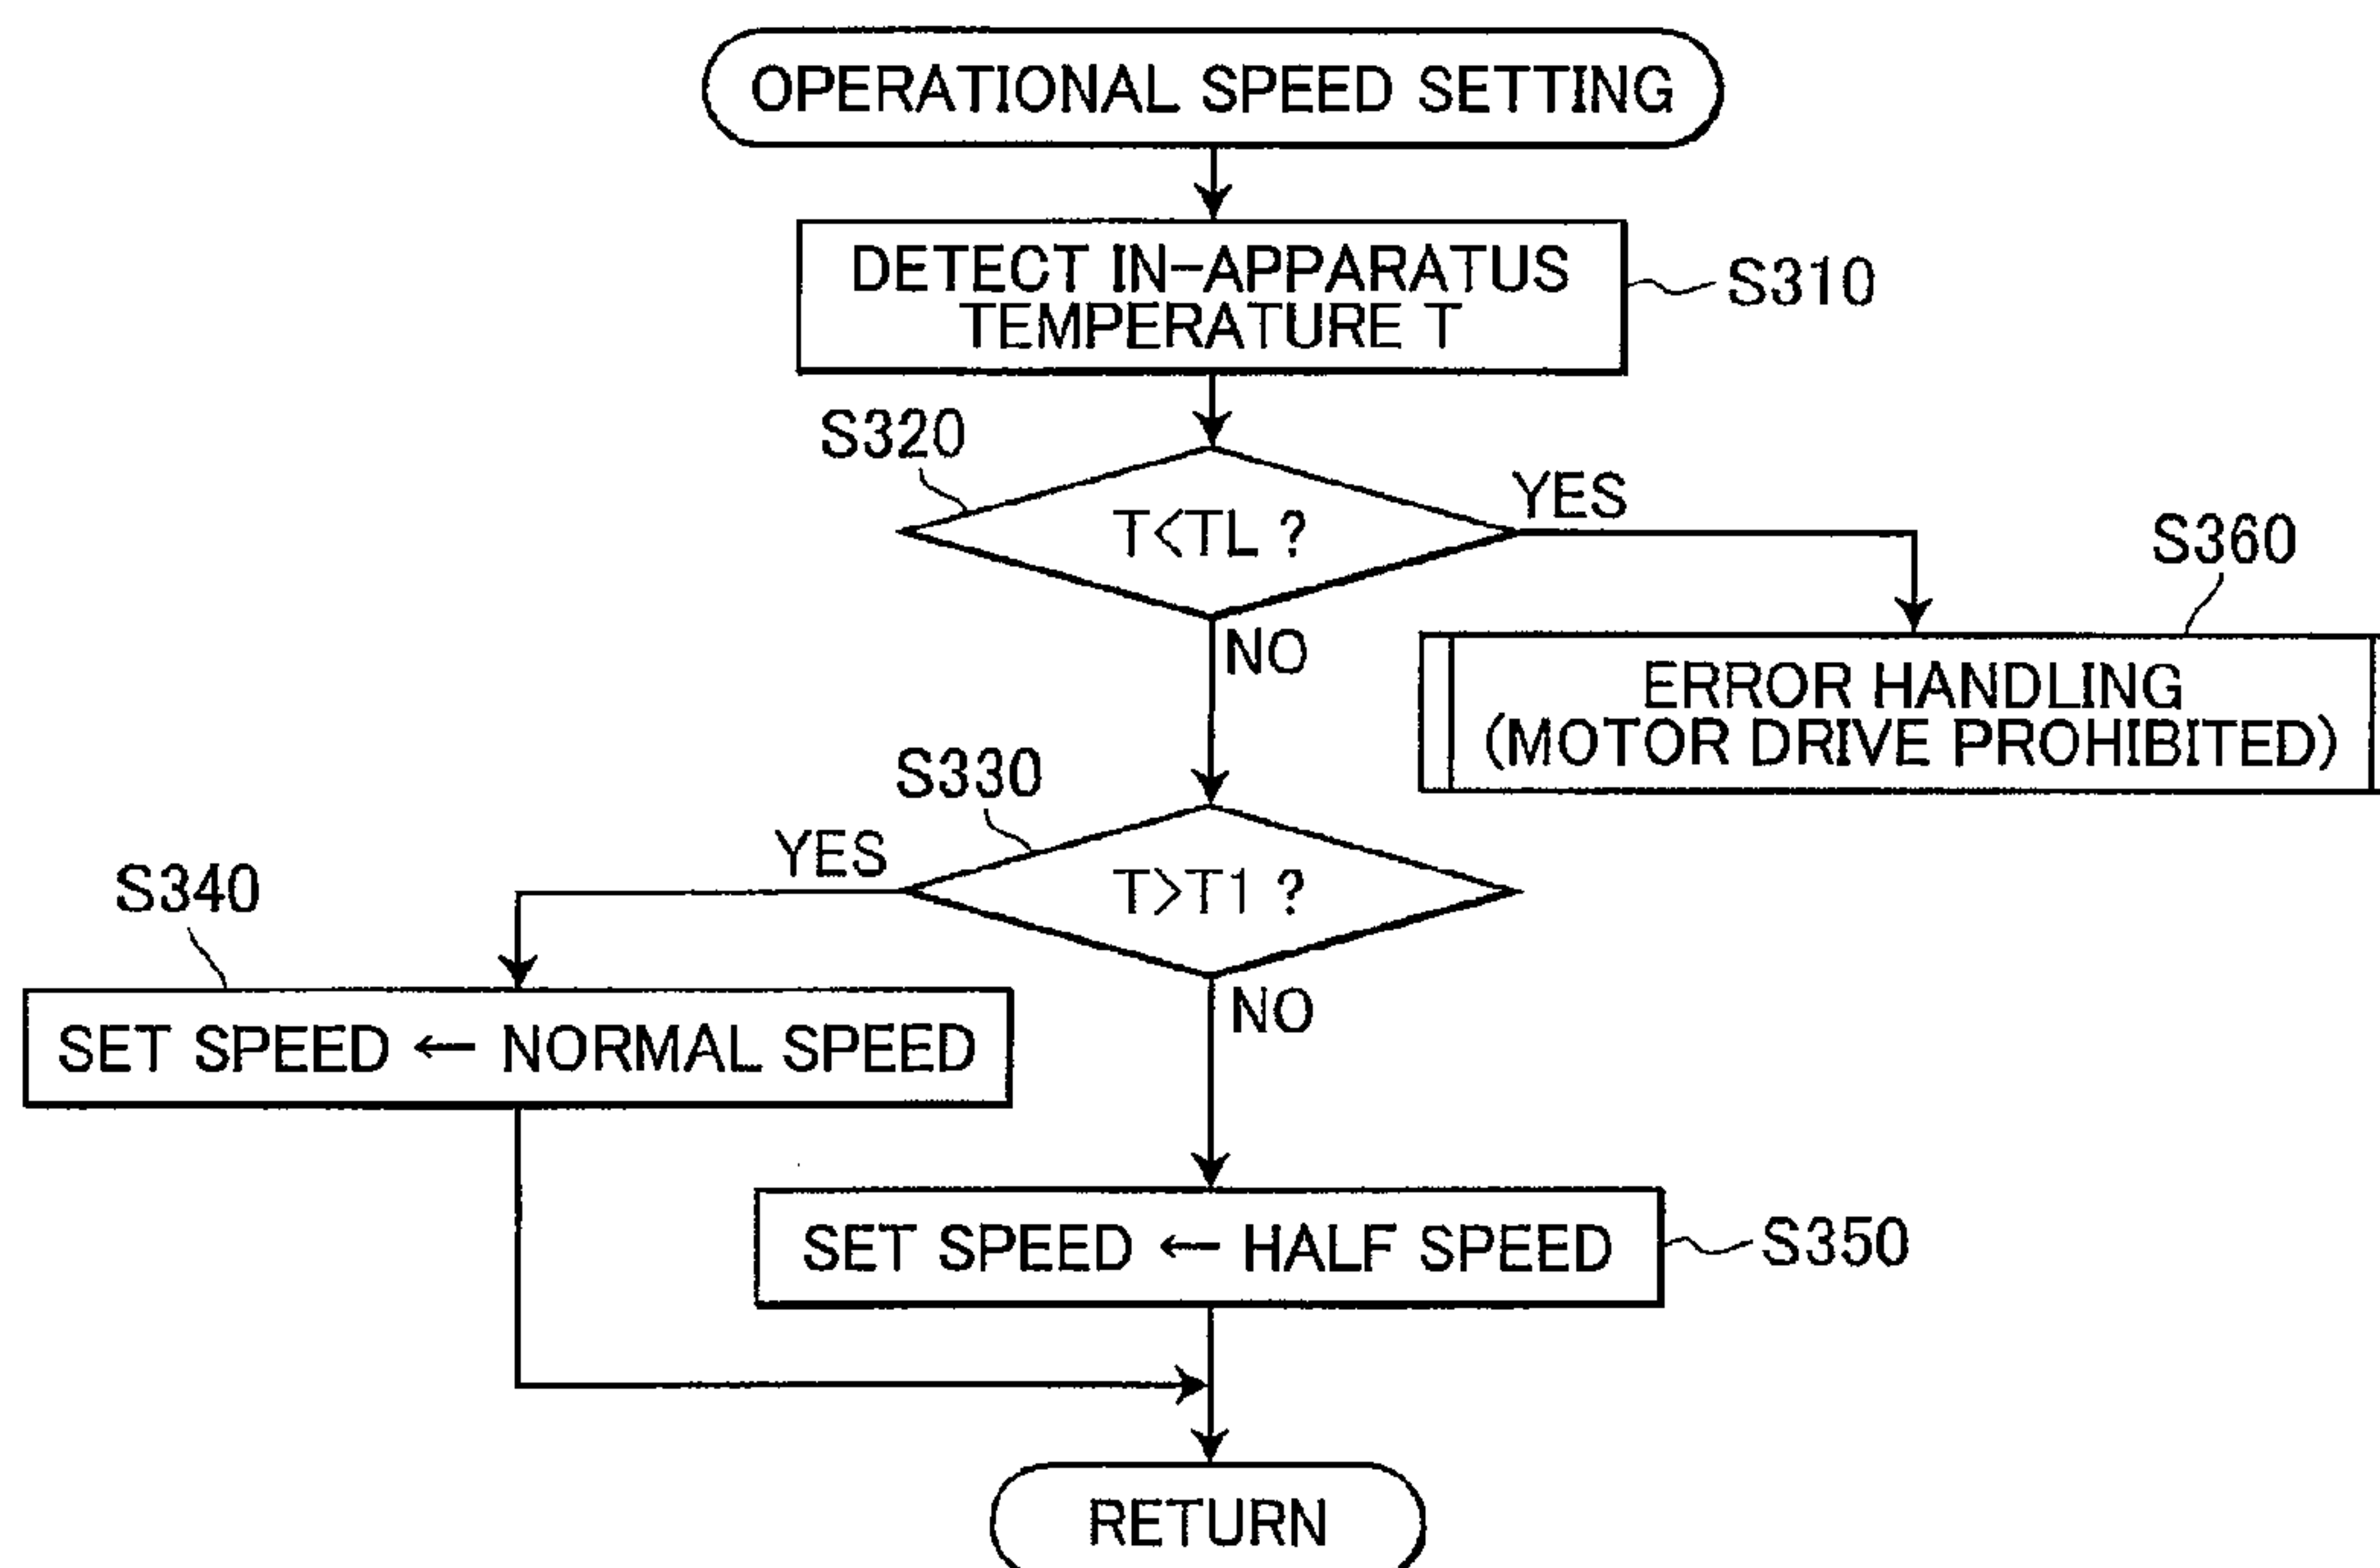 OPERATIONAL SPEED SETTING
DETECT IN-APPARATUS
TEMPERATURE T
S310
S320
T<TL ?
YES
NO
S360
ERROR HANDLING
(MOTOR DRIVE PROHIBITED)
S330
T>T1 ?
YES
NO
S340
SET SPEED ← NORMAL SPEED
SET SPEED ← HALF SPEED
S350
RETURN